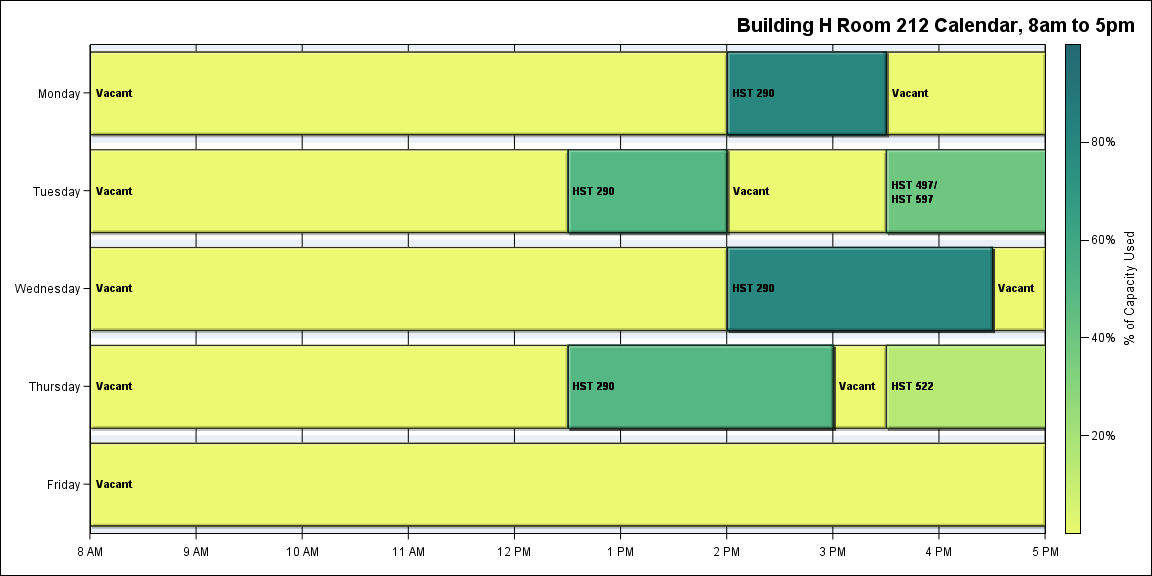 Building H Room 212 Calendar, 8am to 5pm
Monday
Vacant
HST 290
Vacant
80%
Tuesday
Vacant
HST 290
Vacant
HST 497/
HST 597
60%
% of Capacity Used
Wednesday
Vacant
HST 290
Vacant
40%
Thursday
Vacant
HST 290
Vacant
HST 522
20%
Friday
Vacant
8 AM
9 AM
10 AM
11 AM
12 PM
1 PM
2 PM
3 PM
4 PM
5 PM